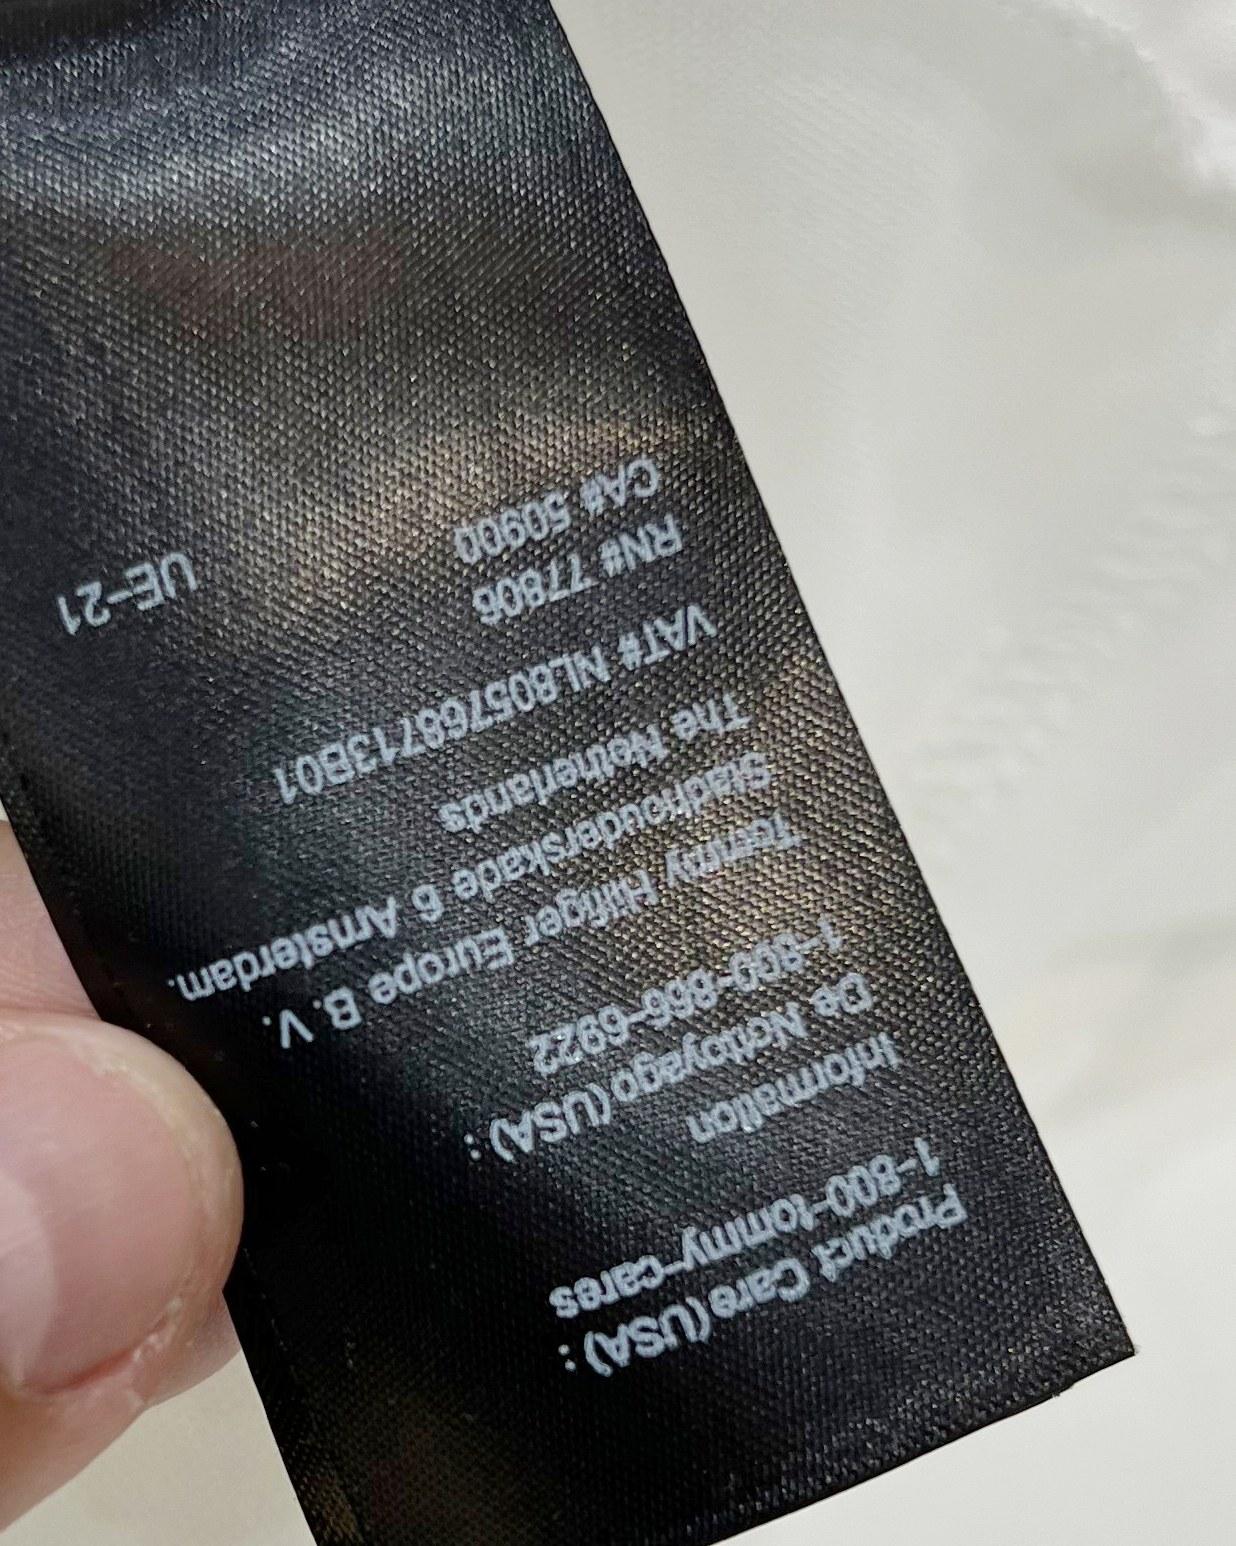 Product Care(USA) :
1-800-tommy-cares
Information
De Nettoyage(USA) :
1-800-866-6922
Tommy Hilfiger Europe B. V.
Stadhouderskade 6 Amsterdam.
The Netherlands
VAT# NL805768713B01
RN# 77806
CA# 50900
UE-21